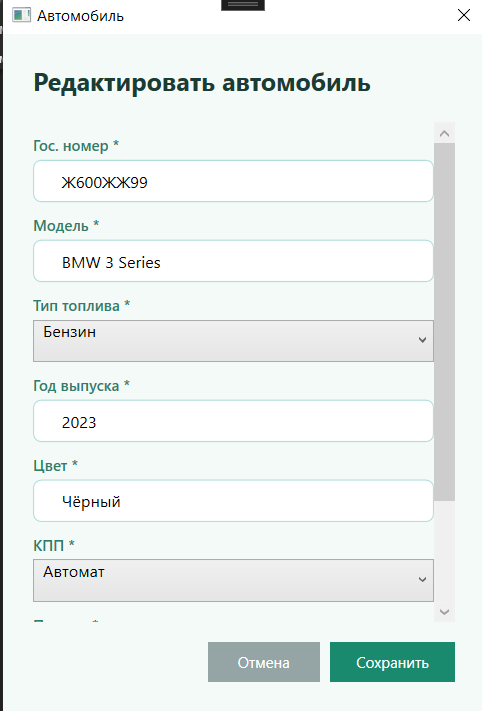 Автомобиль
Редактировать автомобиль
Гос. номер *
Ж600ЖЖ99
Модель *
BMW 3 Series
Тип топлива *
Бензин
Год выпуска *
2023
Цвет *
Чёрный
КПП *
Автомат
Отмена
Сохранить